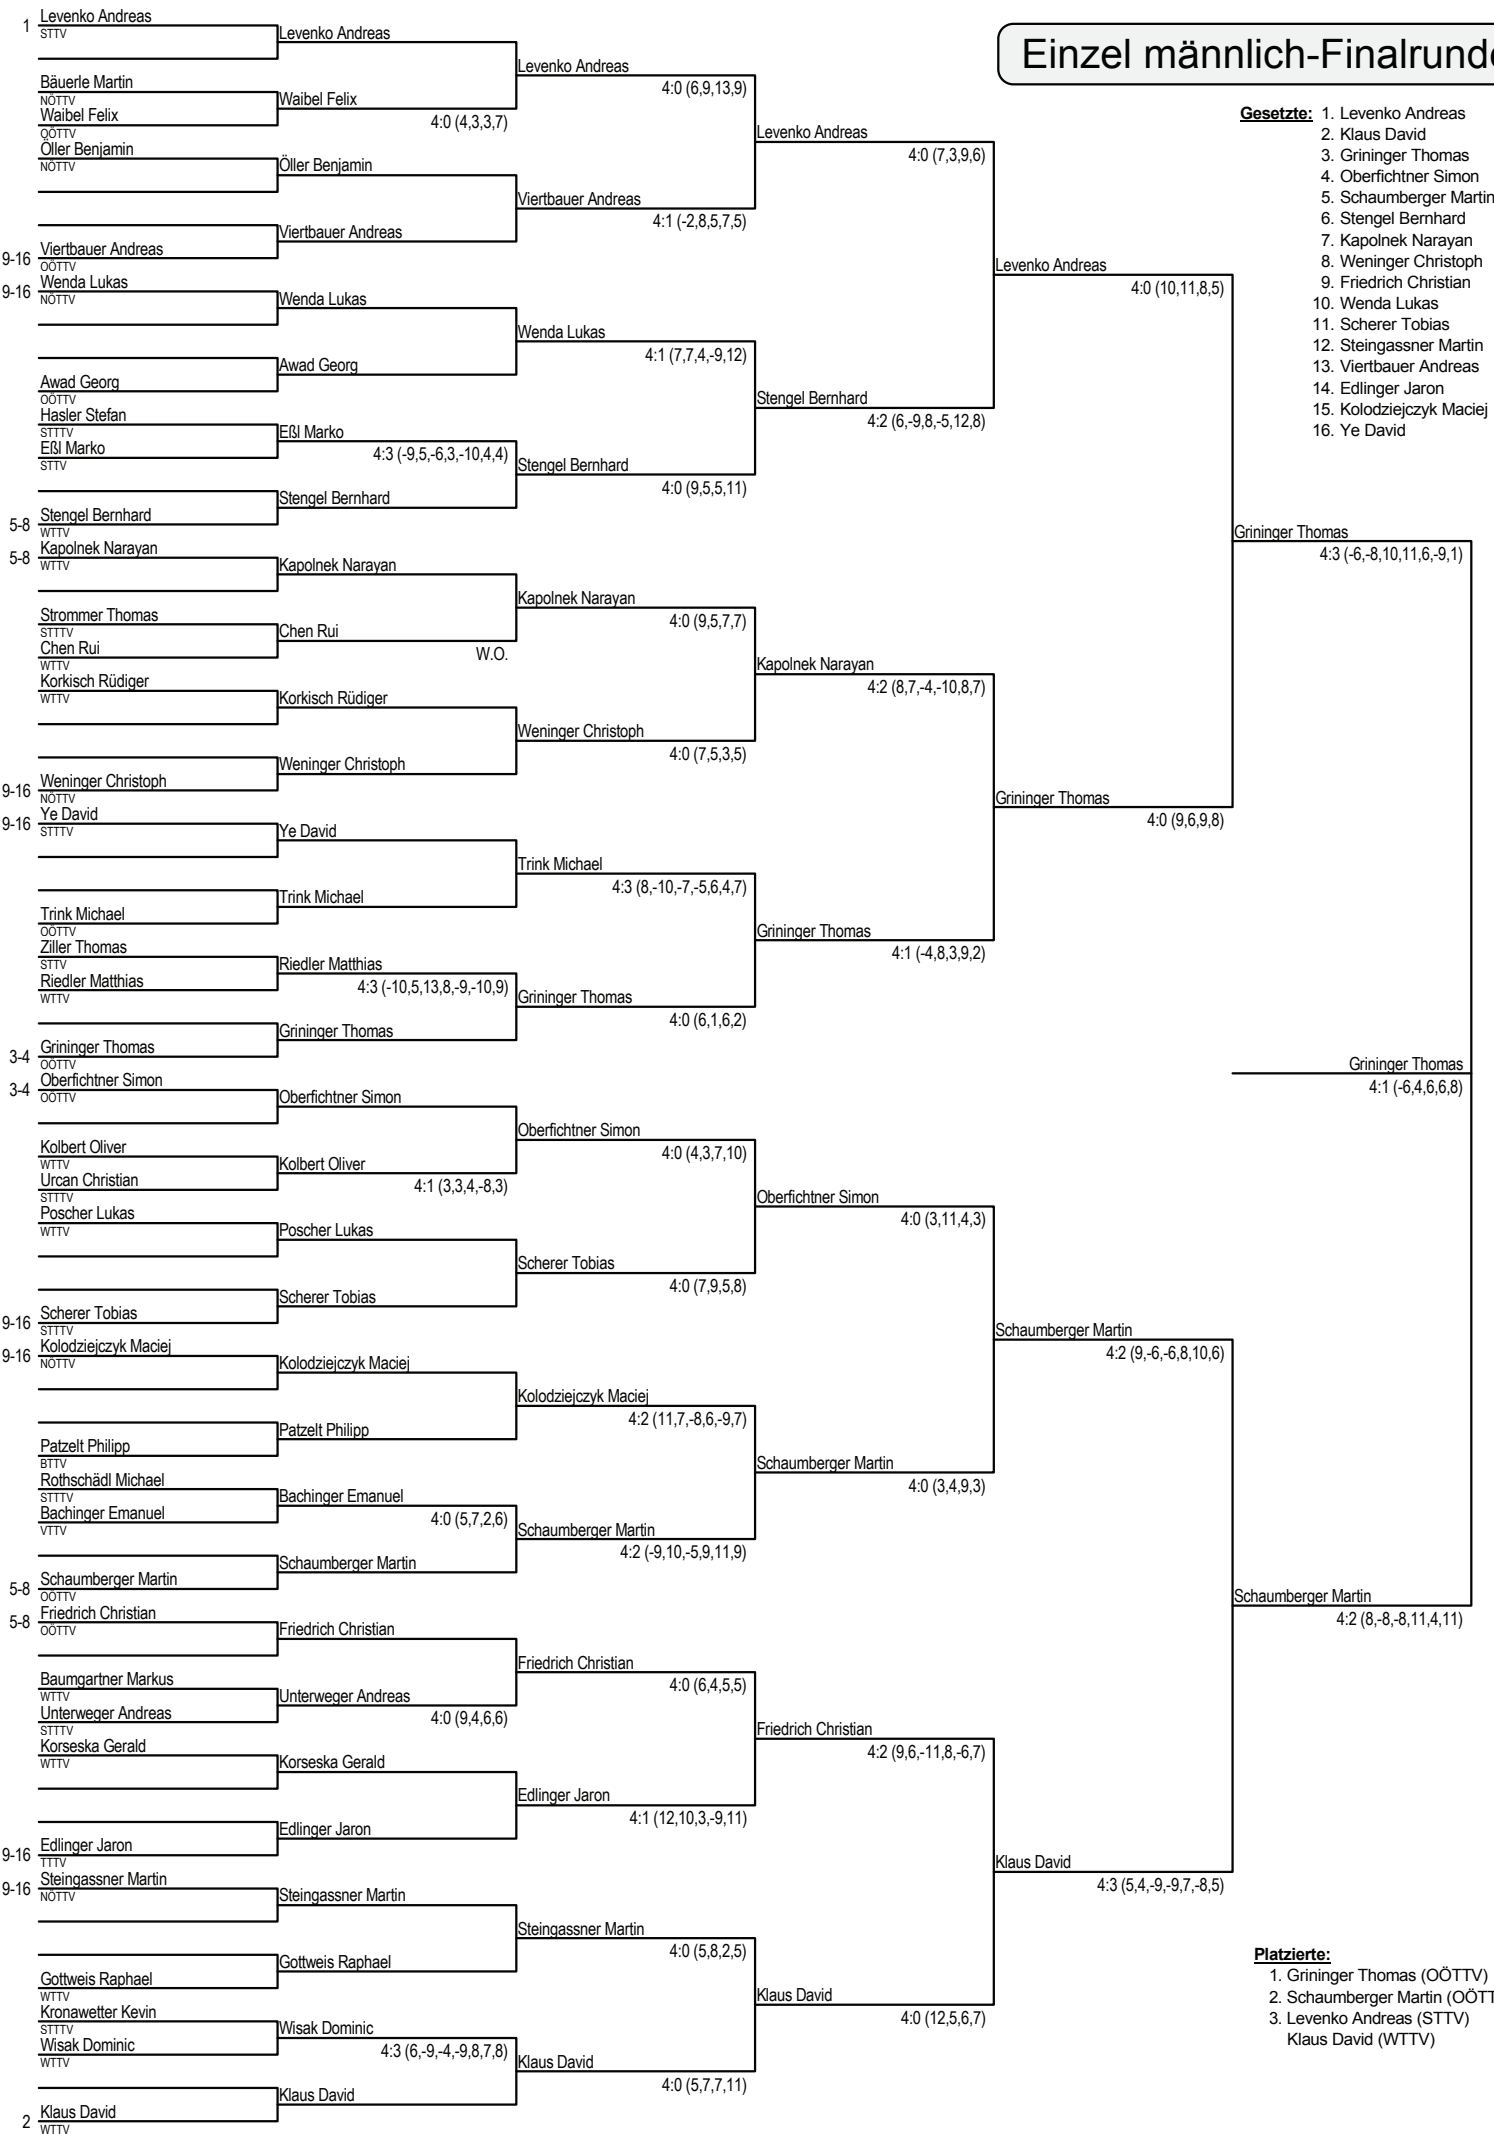 Einzel männlich-Finalrunde
Gesetzte: 1. Levenko Andreas
2. Klaus David
3. Grininger Thomas
4. Oberfichtner Simon
5. Schaumberger Martin
6. Stengel Bernhard
7. Kapolnek Narayan
8. Weninger Christoph
9. Friedrich Christian
10. Wenda Lukas
11. Scherer Tobias
12. Steingassner Martin
13. Viertbauer Andreas
14. Edlinger Jaron
15. Kolodziejczyk Maciej
16. Ye David
1 Levenko Andreas
STTV
Bäuerle Martin
NÖTTV
Waibel Felix
OÖTTV
Öller Benjamin
NÖTTV
9-16 Viertbauer Andreas
OÖTTV
9-16 Wenda Lukas
NÖTTV
Awad Georg
OÖTTV
Hasler Stefan
STTTV
Eßl Marko
STTV
5-8 Stengel Bernhard
WTTV
5-8 Kapolnek Narayan
WTTV
Strommer Thomas
STTTV
Chen Rui
WTTV
Korkisch Rüdiger
WTTV
9-16 Weninger Christoph
NÖTTV
9-16 Ye David
STTTV
Trink Michael
OÖTTV
Ziller Thomas
STTV
Riedler Matthias
WTTV
3-4 Grininger Thomas
OÖTTV
3-4 Oberfichtner Simon
OÖTTV
Kolbert Oliver
WTTV
Urcan Christian
STTTV
Poscher Lukas
WTTV
9-16 Scherer Tobias
STTTV
9-16 Kolodziejczyk Maciej
NÖTTV
Patzelt Philipp
BTTV
Rothschädl Michael
STTTV
Bachinger Emanuel
VTTV
5-8 Schaumberger Martin
OÖTTV
5-8 Friedrich Christian
OÖTTV
Baumgartner Markus
WTTV
Unterweger Andreas
STTTV
Korseska Gerald
WTTV
9-16 Edlinger Jaron
TTTV
9-16 Steingassner Martin
NÖTTV
Gottweis Raphael
WTTV
Kronawetter Kevin
STTTV
Wisak Dominic
WTTV
2 Klaus David
WTTV
Levenko Andreas
Waibel Felix
4:0 (4,3,3,7)
Öller Benjamin
Viertbauer Andreas
Wenda Lukas
Awad Georg
Eßl Marko
4:3 (-9,5,-6,3,-10,4,4)
Stengel Bernhard
Kapolnek Narayan
Chen Rui
W.O.
Korkisch Rüdiger
Weninger Christoph
Ye David
Trink Michael
Riedler Matthias
4:3 (-10,5,13,8,-9,-10,9)
Grininger Thomas
Oberfichtner Simon
Kolbert Oliver
4:1 (3,3,4,-8,3)
Poscher Lukas
Scherer Tobias
Kolodziejczyk Maciej
Patzelt Philipp
Bachinger Emanuel
4:0 (5,7,2,6)
Schaumberger Martin
Friedrich Christian
Unterweger Andreas
4:0 (9,4,6,6)
Korseska Gerald
Edlinger Jaron
Steingassner Martin
Gottweis Raphael
Wisak Dominic
4:3 (6,-9,-4,-9,8,7,8)
Klaus David
Levenko Andreas
4:0 (6,9,13,9)
Viertbauer Andreas
4:1 (-2,8,5,7,5)
Wenda Lukas
4:1 (7,7,4,-9,12)
Stengel Bernhard
4:0 (9,5,5,11)
Kapolnek Narayan
4:0 (9,5,7,7)
Weninger Christoph
4:0 (7,5,3,5)
Trink Michael
4:3 (8,-10,-7,-5,6,4,7)
Grininger Thomas
4:0 (6,1,6,2)
Oberfichtner Simon
4:0 (4,3,7,10)
Scherer Tobias
4:0 (7,9,5,8)
Kolodziejczyk Maciej
4:2 (11,7,-8,6,-9,7)
Schaumberger Martin
4:2 (-9,10,-5,9,11,9)
Friedrich Christian
4:0 (6,4,5,5)
Edlinger Jaron
4:1 (12,10,3,-9,11)
Steingassner Martin
4:0 (5,8,2,5)
Klaus David
4:0 (5,7,7,11)
Levenko Andreas
4:0 (7,3,9,6)
Stengel Bernhard
4:2 (6,-9,8,-5,12,8)
Kapolnek Narayan
4:2 (8,7,-4,-10,8,7)
Grininger Thomas
4:1 (-4,8,3,9,2)
Oberfichtner Simon
4:0 (3,11,4,3)
Schaumberger Martin
4:0 (3,4,9,3)
Friedrich Christian
4:2 (9,6,-11,8,-6,7)
Klaus David
4:0 (12,5,6,7)
Levenko Andreas
4:0 (10,11,8,5)
Grininger Thomas
4:0 (9,6,9,8)
Schaumberger Martin
4:2 (9,-6,-6,8,10,6)
Klaus David
4:3 (5,4,-9,-9,7,-8,5)
Grininger Thomas
4:3 (-6,-8,10,11,6,-9,1)
Schaumberger Martin
4:2 (8,-8,-8,11,4,11)
Grininger Thomas
4:1 (-6,4,6,6,8)
Platzierte:
1. Grininger Thomas (OÖTTV)
2. Schaumberger Martin (OÖTT
3. Levenko Andreas (STTV)
Klaus David (WTTV)